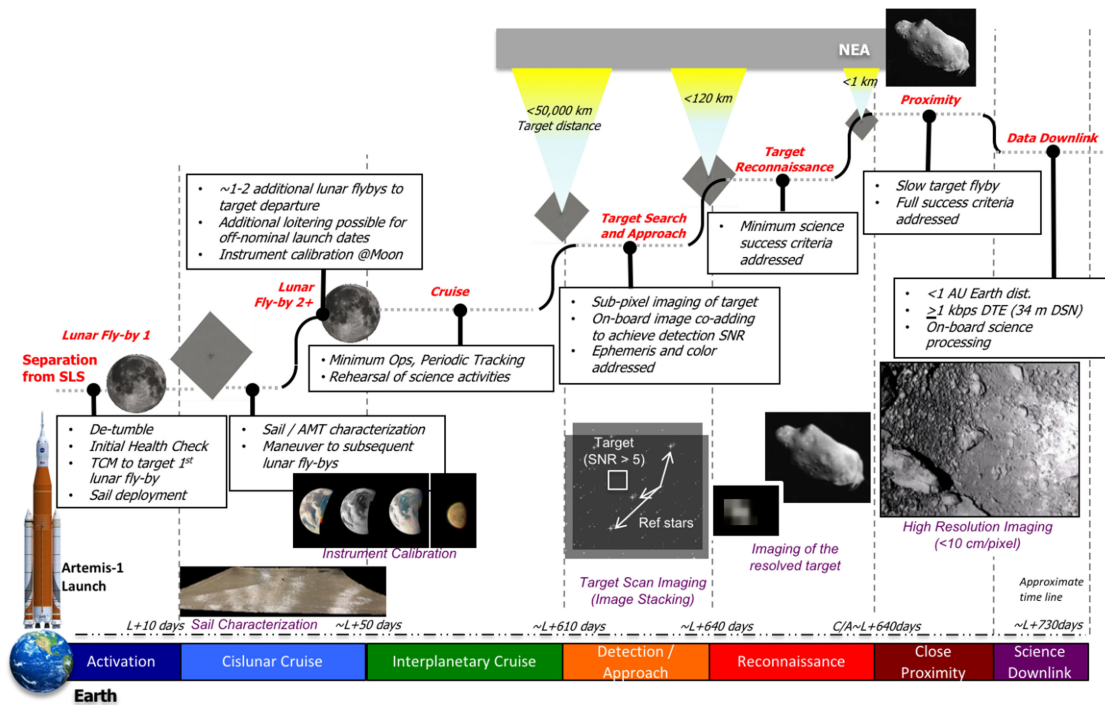 NEA
<50,000 km
Target distance
<120 km
<1 km
Proximity
Data Downlink
Target
Reconnaissance
• ~1-2 additional lunar flybys to
target departure
• Additional loitering possible for
off-nominal launch dates
• Instrument calibration @Moon
• Slow target flyby
• Full success criteria
addressed
• Minimum science
success criteria
addressed
Target Search
and Approach
Lunar
Fly-by 2+
Cruise
Lunar Fly-by 1
Separation
from SLS
• <1 AU Earth dist.
• >1 kbps DTE (34 m DSN)
• On-board science
processing
• Sub-pixel imaging of target
• On-board image co-adding
to achieve detection SNR
• Ephemeris and color
addressed
• Minimum Ops, Periodic Tracking
• Rehearsal of science activities
• De-tumble
• Initial Health Check
• TCM to target 1st
lunar fly-by
• Sail deployment
• Sail / AMT characterization
• Maneuver to subsequent
lunar fly-bys
Target
(SNR > 5)
Ref stars
Instrument Calibration
High Resolution Imaging
(<10 cm/pixel)
Imaging of the
resolved target
Target Scan Imaging
(Image Stacking)
Artemis-1
Launch
Approximate
time line
Sail Characterization
L+10 days
~L+50 days
~L+610 days
~L+640 days
C/A~L+640days
~L+730days
Activation
Cislunar Cruise
Interplanetary Cruise
Detection /
Approach
Reconnaissance
Close
Proximity
Science
Downlink
Earth